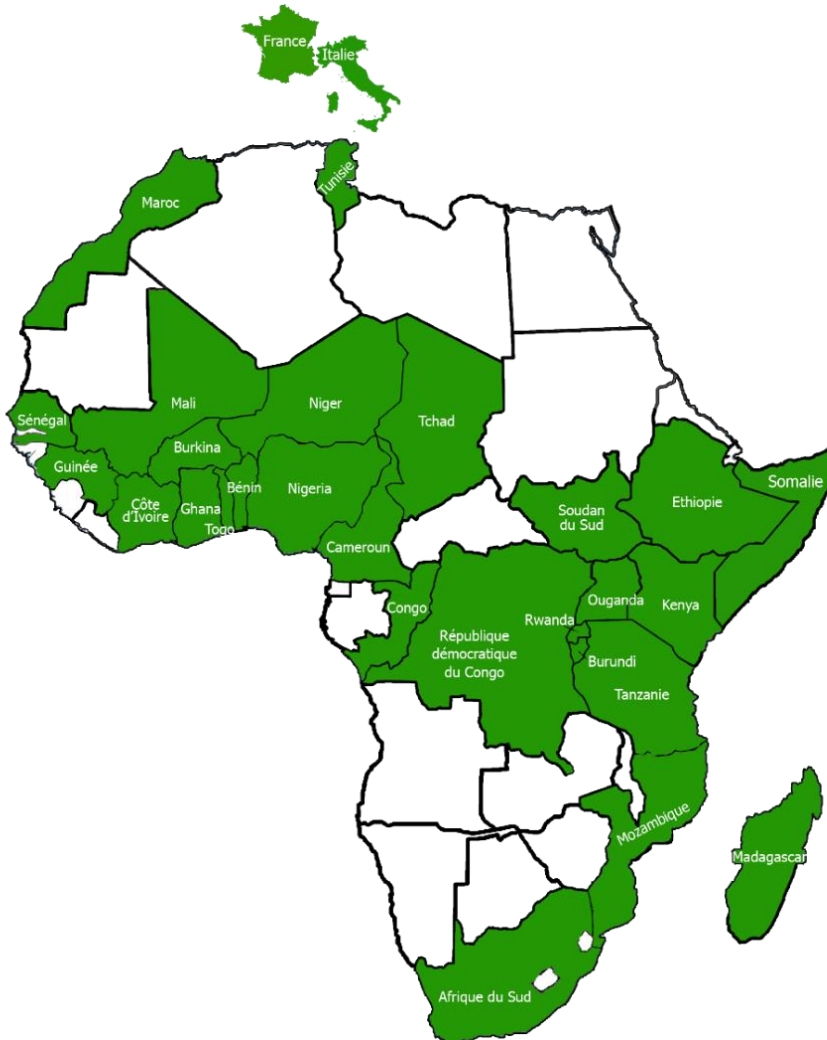 France
Italie
Tunisie
Maroc
Mali
Niger
Tchad
Sénégal
Burkina
Guinée
Bénin
Nigeria
Somalie
Ethiopie
Côte
d'Ivoire
Ghana
Togo
Soudan
du Sud
Cameroun
Congo
Ouganda
Kenya
Rwanda
République
démocratique
du Congo
Burundi
Tanzanie
Mozambique
Madagascar
Afrique du Sud